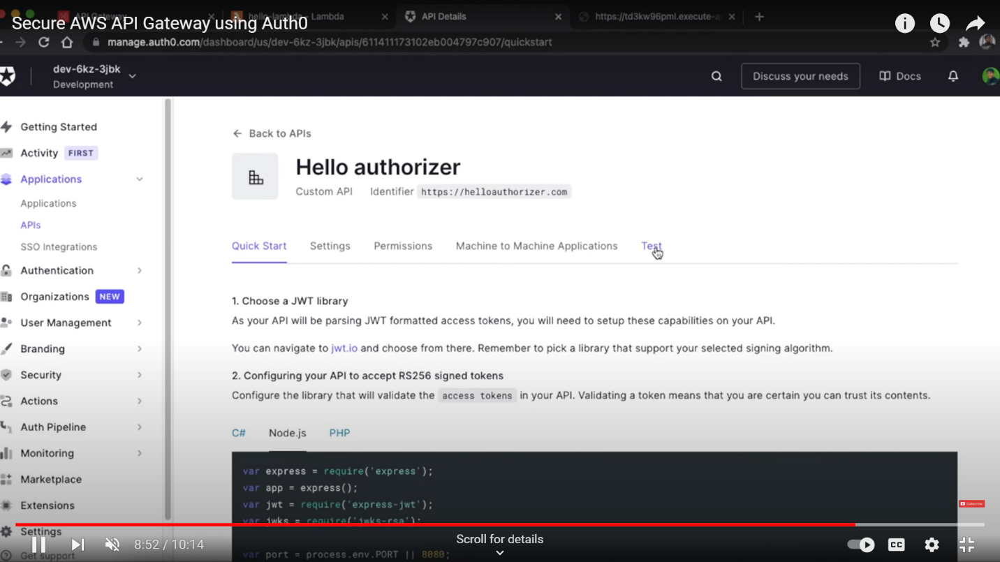 API Gateway
hello-lambda - Lambda
API Details
https://td3kw96pml.execute-a
Secure AWS API Gateway using Auth0
manage.auth0.com/dashboard/us/dev-6kz-3jbk/apis/611411173102eb004797c907/quickstart
dev-6kz-3jbk
Development
Discuss your needs
Docs
Getting Started
Activity FIRST
Applications
Applications
APIs
SSO Integrations
Authentication
Organizations NEW
User Management
Branding
Security
Actions
Auth Pipeline
Monitoring
Marketplace
Extensions
Settings
Get support
Back to APIs
Hello authorizer
Custom API Identifier https://helloauthorizer.com
Quick Start Settings Permissions Machine to Machine Applications Test
1. Choose a JWT library
As your API will be parsing JWT formatted access tokens, you will need to setup these capabilities on your API.
You can navigate to jwt.io and choose from there. Remember to pick a library that support your selected signing algorithm.
2. Configuring your API to accept RS256 signed tokens
Configure the library that will validate the access tokens in your API. Validating a token means that you are certain you can trust its contents.
C# Node.js PHP
var express = require('express');
var app = express();
var jwt = require('express-jwt');
var jwks = require('jwks-rsa');
var port = process.env.PORT || 8080;
Subscribe
8:52 / 10:14
Scroll for details
CC